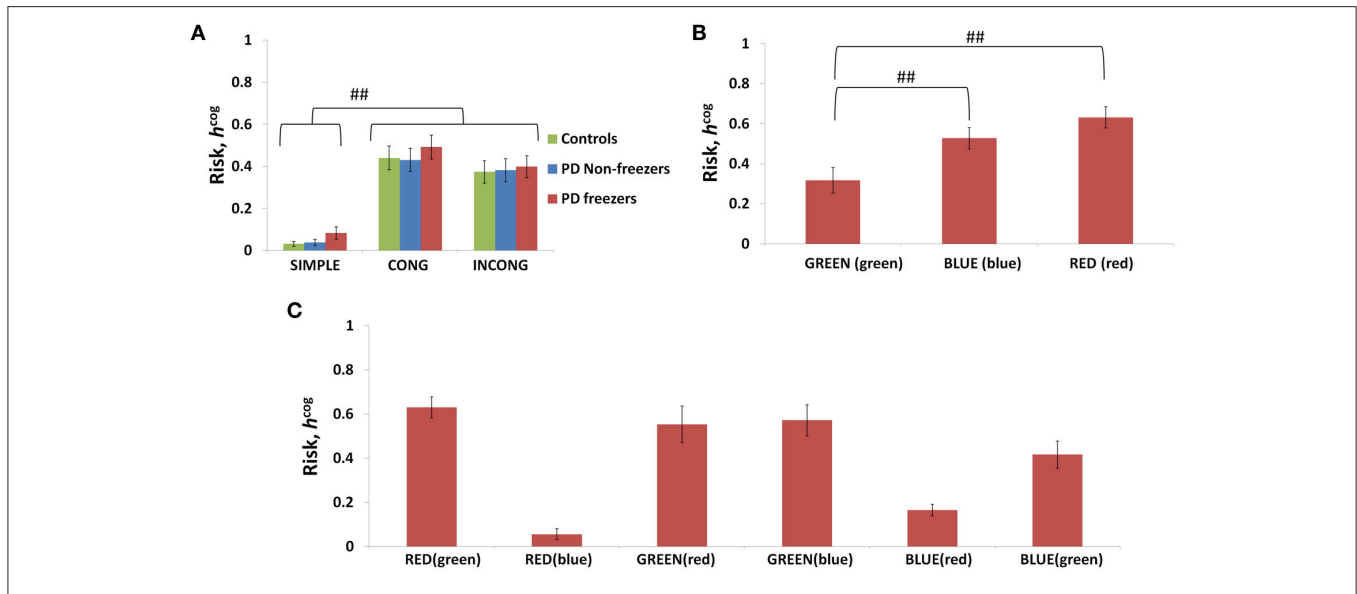 A
1
0.8
0.6
0.4
0.2
0
Risk, h^cog
##
Controls
PD Non-freezers
PD freezers
SIMPLE CONG INCONG
B
1
0.8
0.6
0.4
0.2
0
Risk, h^cog
##
##
GREEN (green) BLUE (blue) RED (red)
C
1
0.8
0.6
0.4
0.2
0
Risk, h^cog
RED(green) RED(blue) GREEN(red) GREEN(blue) BLUE(red) BLUE(green)